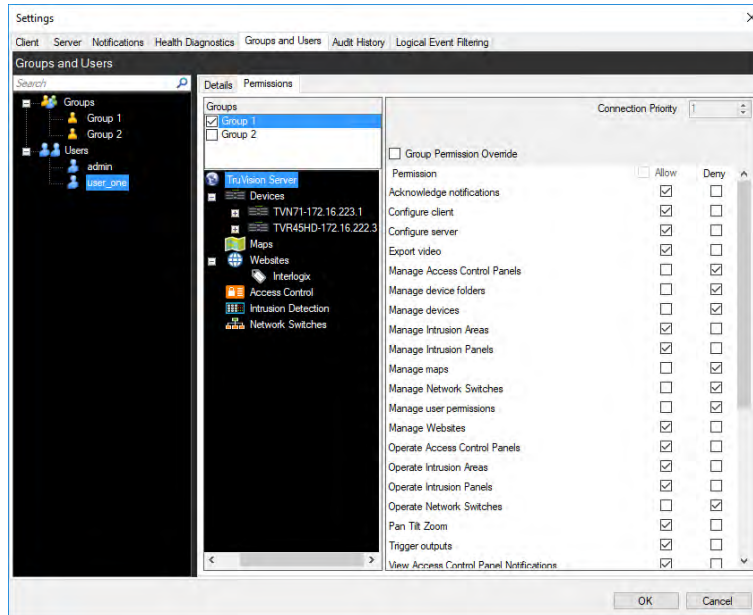 Settings
Client Server Notifications Health Diagnostics Groups and Users Audit History Logical Event Filtering
Groups and Users
Search
Groups
Group 1
Group 2
Users
admin
user_one
Details Permissions
Groups
Group 1
Group 2
TruVision Server
Devices
TVN71-172.16.223.1
TVR45HD-172.16.222.3
Maps
Websites
Interlogix
Access Control
Intrusion Detection
Network Switches
Connection Priority 1
Group Permission Override
Permission Allow Deny
Acknowledge notifications
Configure client
Configure server
Export video
Manage Access Control Panels
Manage device folders
Manage devices
Manage Intrusion Areas
Manage Intrusion Panels
Manage maps
Manage Network Switches
Manage user permissions
Manage Websites
Operate Access Control Panels
Operate Intrusion Areas
Operate Intrusion Panels
Operate Network Switches
Pan Tilt Zoom
Trigger outputs
View Access Control Panel Notifications
OK Cancel